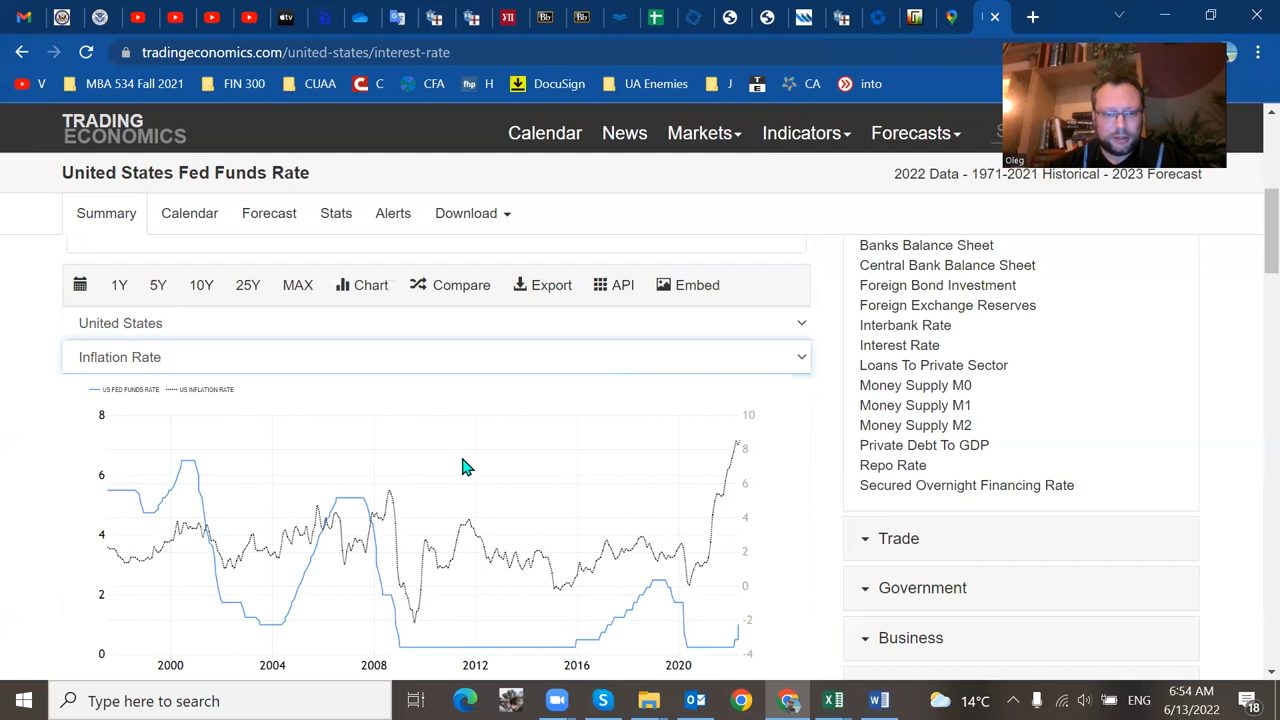 tradingeconomics.com/united-states/interest-rate
V MBA 534 Fall 2021 FIN 300 CUAA C CFA H DocuSign UA Enemies J CA into
TRADING
ECONOMICS
Calendar News Markets Indicators Forecasts
Oleg
United States Fed Funds Rate
2022 Data - 1971-2021 Historical - 2023 Forecast
Summary Calendar Forecast Stats Alerts Download
1Y 5Y 10Y 25Y MAX Chart Compare Export API Embed
United States
Inflation Rate
US FED FUNDS RATE US INFLATION RATE
8
6
4
2
0
10
8
6
4
2
0
-2
-4
2000 2004 2008 2012 2016 2020
Banks Balance Sheet
Central Bank Balance Sheet
Foreign Bond Investment
Foreign Exchange Reserves
Interbank Rate
Interest Rate
Loans To Private Sector
Money Supply M0
Money Supply M1
Money Supply M2
Private Debt To GDP
Repo Rate
Secured Overnight Financing Rate
Trade
Government
Business
Type here to search
14°C
ENG
6:54 AM
6/13/2022
18